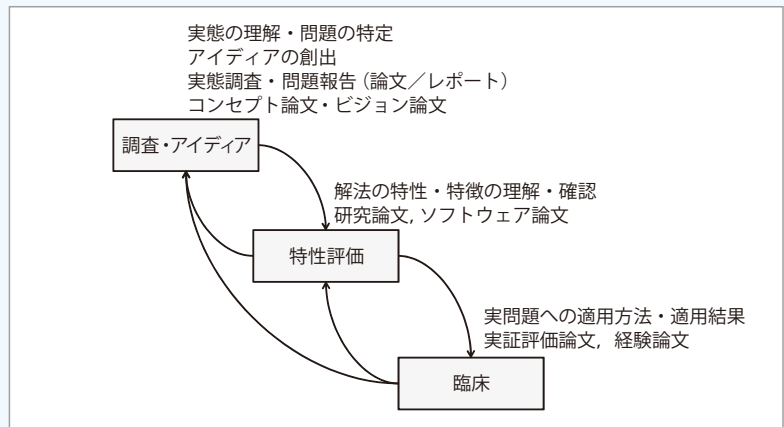 実態の理解・問題の特定
アイディアの創出
実態調査・問題報告（論文／レポート）
コンセプト論文・ビジョン論文
調査・アイディア
解法の特性・特徴の理解・確認
研究論文, ソフトウェア論文
特性評価
実問題への適用方法・適用結果
実証評価論文，経験論文
臨床